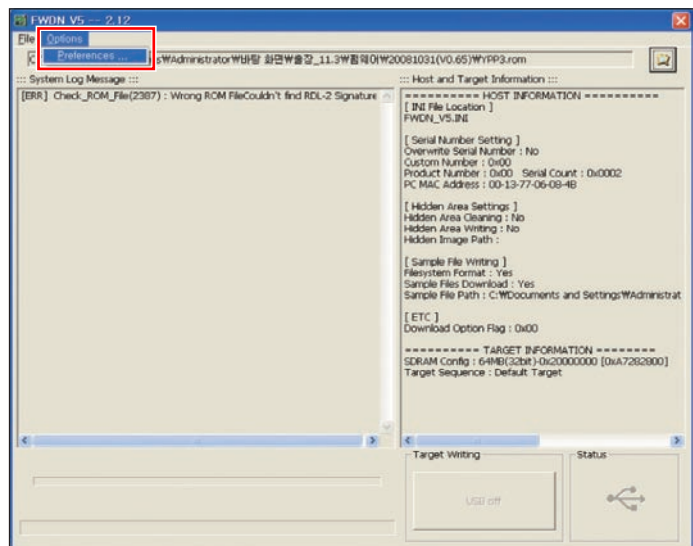 FWDN V5 -- 2.12
File Options
Preferences ...
s₩Administrator₩바탕 화면₩출장_11.3₩펌웨어₩20081031(V0.65)₩YPP3.rom
::: System Log Message :::
[ERR] Check_ROM_File(2387) : Wrong ROM FileCouldn't find RDL-2 Signature
::: Host and Target Information :::
========== HOST INFORMATION ==========
[ INI File Location ]
FWDN_V5.INI
[ Serial Number Setting ]
Overwrite Serial Number : No
Custom Number : 0x00
Product Number : 0x00 Serial Count : 0x0002
PC MAC Address : 00-13-77-06-08-4B
[ Hidden Area Settings ]
Hidden Area Cleaning : No
Hidden Area Writing : No
Hidden Image Path :
[ Sample File Writing ]
Filesystem Format : Yes
Sample Files Download : Yes
Sample File Path : C:₩Documents and Settings₩Administrat
[ ETC ]
Download Option Flag : 0x00
========== TARGET INFORMATION ========
SDRAM Config : 64MB(32bit)-0x20000000 [0xA7282800]
Target Sequence : Default Target
Target Writing
USB off
Status